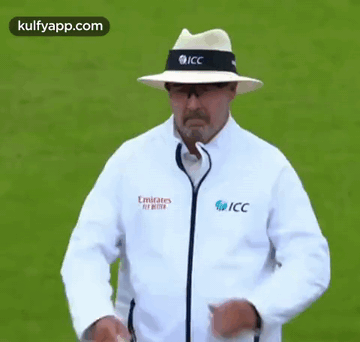 kulfyapp.com
ICC
Emirates
FLY BETTER
ICC